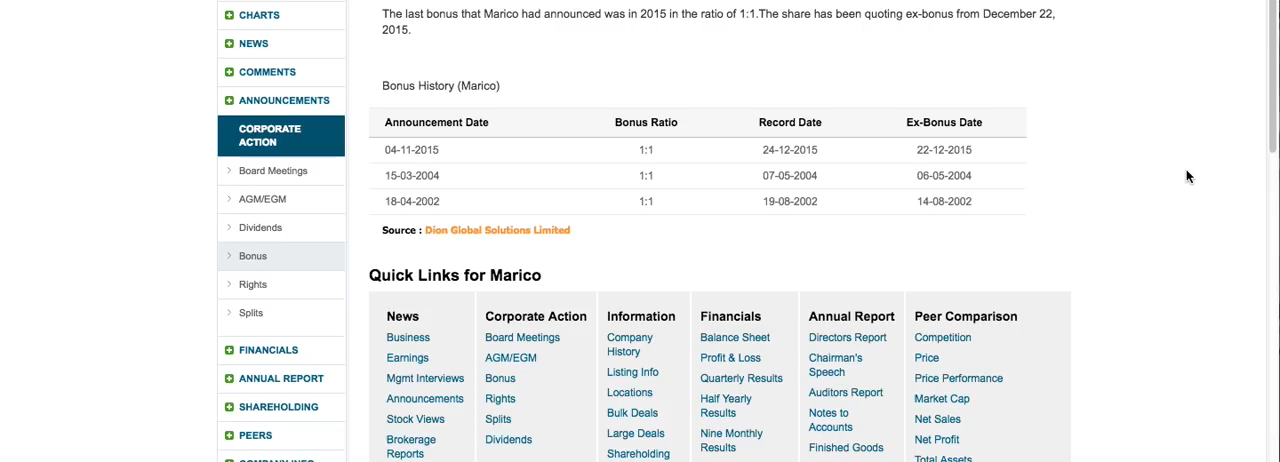 CHARTS
NEWS
COMMENTS
ANNOUNCEMENTS
CORPORATE
ACTION
Board Meetings
AGM/EGM
Dividends
Bonus
Rights
Splits
FINANCIALS
ANNUAL REPORT
SHAREHOLDING
PEERS
COMPANY INFO
The last bonus that Marico had announced was in 2015 in the ratio of 1:1.The share has been quoting ex-bonus from December 22,
2015.
Bonus History (Marico)
Announcement Date Bonus Ratio Record Date Ex-Bonus Date
04-11-2015 1:1 24-12-2015 22-12-2015
15-03-2004 1:1 07-05-2004 06-05-2004
18-04-2002 1:1 19-08-2002 14-08-2002
Source : Dion Global Solutions Limited
Quick Links for Marico
News
Business
Earnings
Mgmt Interviews
Announcements
Stock Views
Brokerage
Reports
Corporate Action
Board Meetings
AGM/EGM
Bonus
Rights
Splits
Dividends
Information
Company
History
Listing Info
Locations
Bulk Deals
Large Deals
Shareholding
Financials
Balance Sheet
Profit & Loss
Quarterly Results
Half Yearly
Results
Nine Monthly
Results
Annual Report
Directors Report
Chairman's
Speech
Auditors Report
Notes to
Accounts
Finished Goods
Peer Comparison
Competition
Price
Price Performance
Market Cap
Net Sales
Net Profit
Total Assets